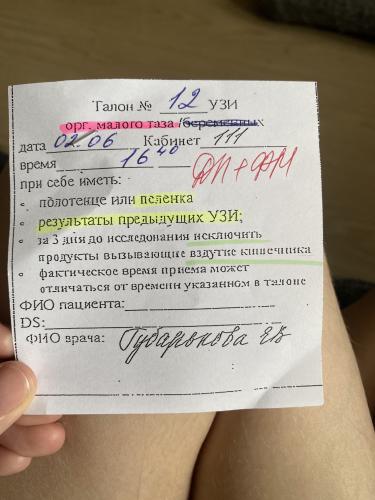 Талон № 12 УЗИ
орг. малого таза /беременных
дата 02.06 Кабинет 111
время 16 40
ДМ + ФМ
при себе иметь:
• полотенце или пеленка
• результаты предыдущих УЗИ;
• за 3 дня до исследования исключить
продукты вызывающие вздутие кишечника
• фактическое время приема может
отличаться от времени указанном в талоне
ФИО пациента:
DS:
ФИО врача: Губарькова